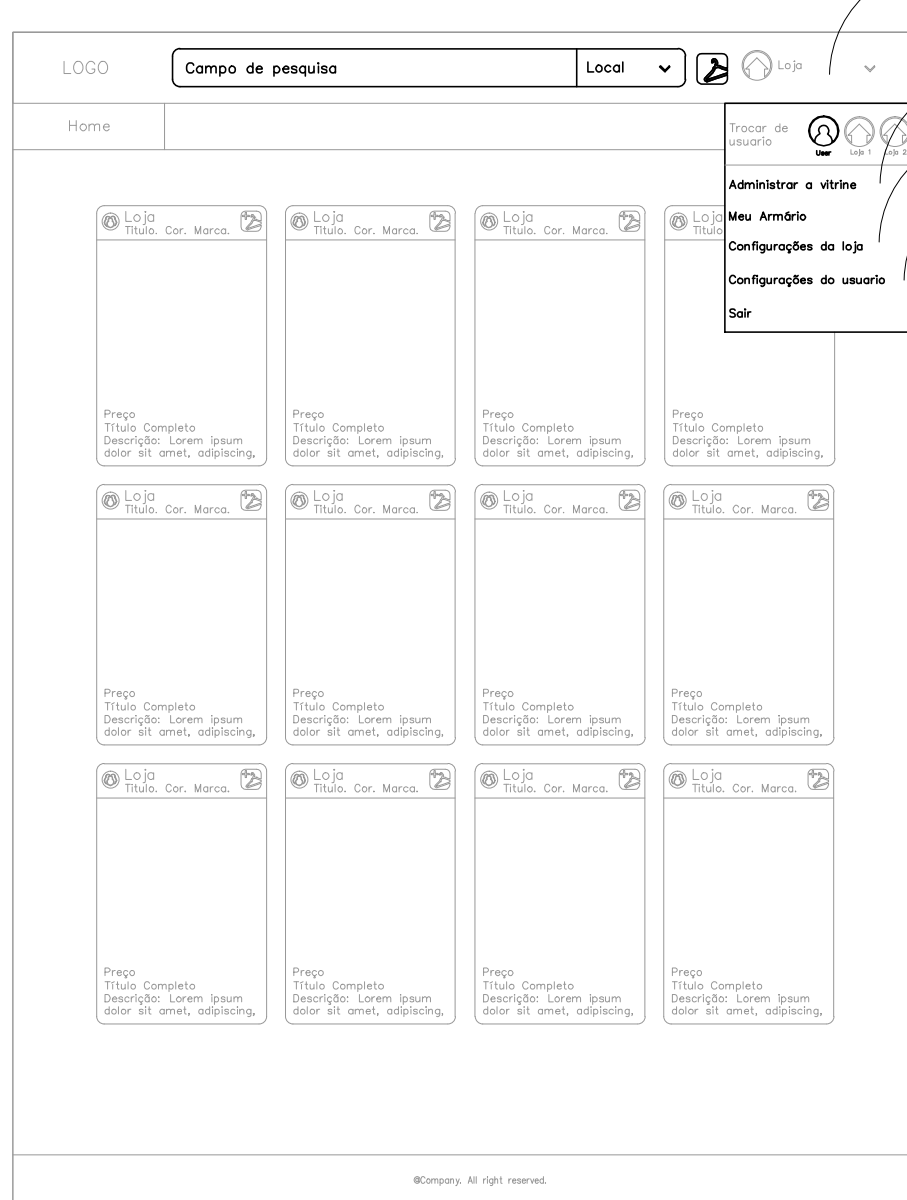 LOGO
Campo de pesquisa
Local
Loja
Home
Trocar de
usuario
User
Loja 1
Loja 2
Administrar a vitrine
Meu Armário
Configurações da loja
Configurações do usuario
Sair
Loja
Título. Cor. Marca.
Loja
Título. Cor. Marca.
Loja
Título. Cor. Marca.
Loja
Título
Preço
Título Completo
Descrição: Lorem ipsum
dolor sit amet, adipiscing,
Preço
Título Completo
Descrição: Lorem ipsum
dolor sit amet, adipiscing,
Preço
Título Completo
Descrição: Lorem ipsum
dolor sit amet, adipiscing,
Preço
Título Completo
Descrição: Lorem ipsum
dolor sit amet, adipiscing,
Loja
Título. Cor. Marca.
Loja
Título. Cor. Marca.
Loja
Título. Cor. Marca.
Loja
Título. Cor. Marca.
Preço
Título Completo
Descrição: Lorem ipsum
dolor sit amet, adipiscing,
Preço
Título Completo
Descrição: Lorem ipsum
dolor sit amet, adipiscing,
Preço
Título Completo
Descrição: Lorem ipsum
dolor sit amet, adipiscing,
Preço
Título Completo
Descrição: Lorem ipsum
dolor sit amet, adipiscing,
Loja
Título. Cor. Marca.
Loja
Título. Cor. Marca.
Loja
Título. Cor. Marca.
Loja
Título. Cor. Marca.
Preço
Título Completo
Descrição: Lorem ipsum
dolor sit amet, adipiscing,
Preço
Título Completo
Descrição: Lorem ipsum
dolor sit amet, adipiscing,
Preço
Título Completo
Descrição: Lorem ipsum
dolor sit amet, adipiscing,
Preço
Título Completo
Descrição: Lorem ipsum
dolor sit amet, adipiscing,
@Company. All right reserved.